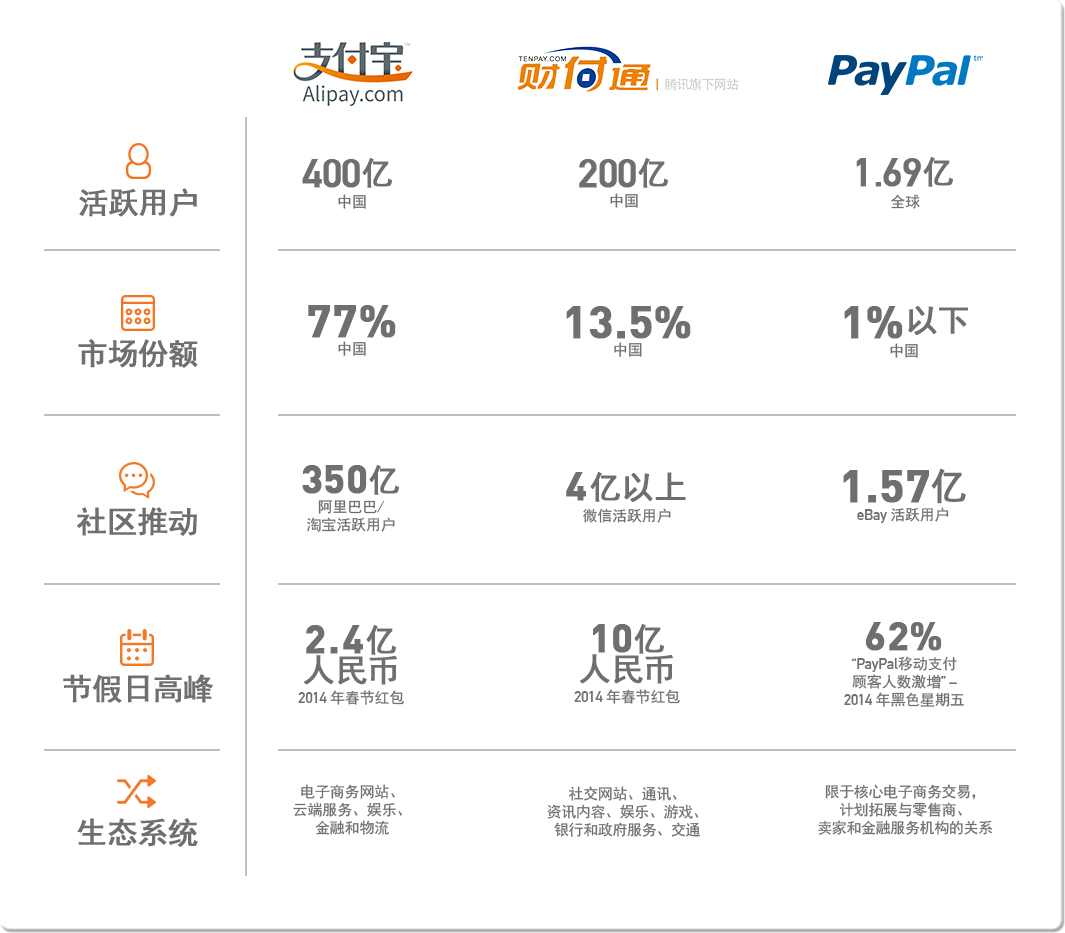 支付宝™
Alipay.com
TENPAY.COM
财付通 | 腾讯旗下网站
PayPal™
活跃用户
400亿
中国
200亿
中国
1.69亿
全球
市场份额
77%
中国
13.5%
中国
1%以下
中国
社区推动
350亿
阿里巴巴/
淘宝活跃用户
4亿以上
微信活跃用户
1.57亿
eBay 活跃用户
节假日高峰
2.4亿
人民币
2014 年春节红包
10亿
人民币
2014 年春节红包
62%
“PayPal移动支付
顾客人数激增” –
2014 年黑色星期五
生态系统
电子商务网站、
云端服务、娱乐、
金融和物流
社交网站、通讯、
资讯内容、娱乐、游戏、
银行和政府服务、交通
限于核心电子商务交易，
计划拓展与零售商、
卖家和金融服务机构的关系